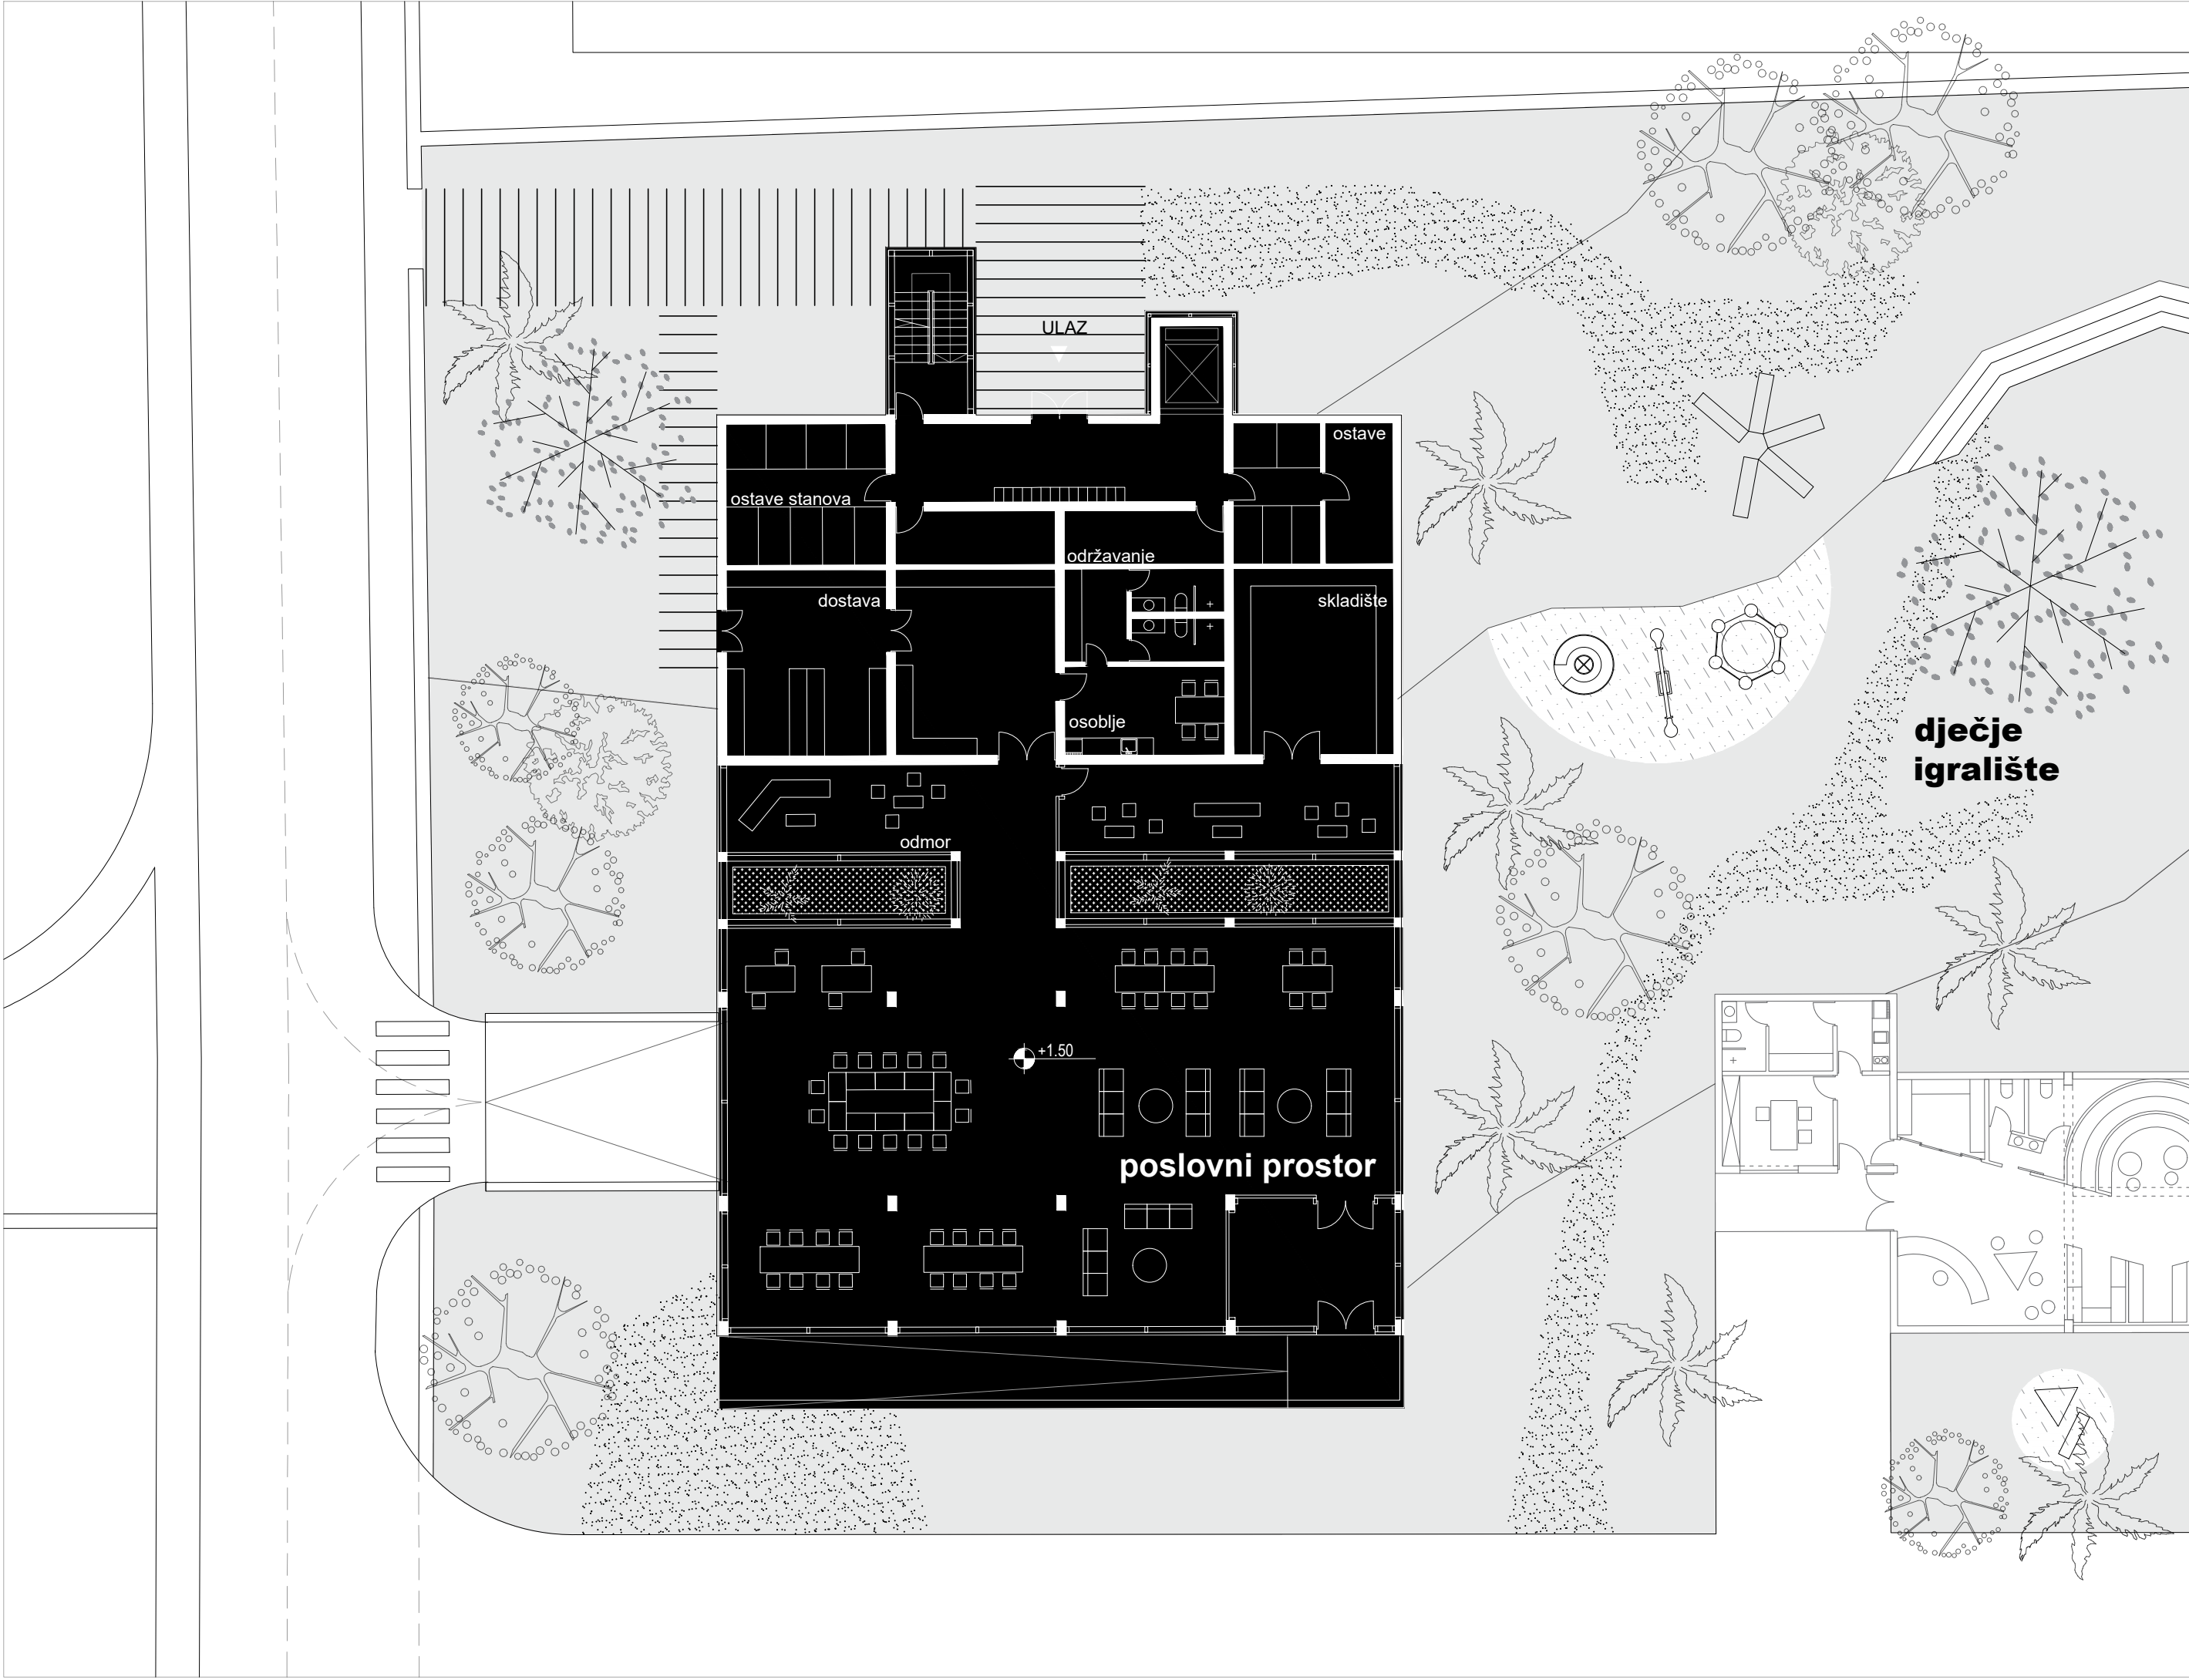 ULAZ
ostave
ostave stanova
održavanje
dostava
skladište
osoblje
dječje
igralište
odmor
+1.50
poslovni prostor